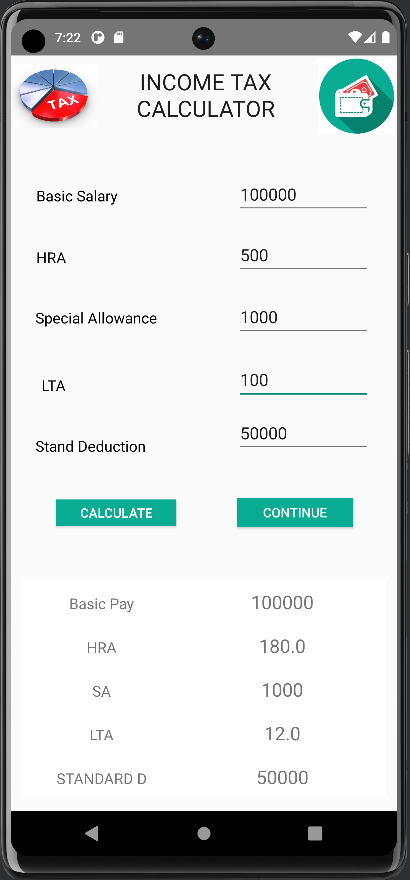 7:22
TAX
INCOME TAX
CALCULATOR
Basic Salary 100000
HRA 500
Special Allowance 1000
LTA 100
Stand Deduction 50000
CALCULATE CONTINUE
Basic Pay 100000
HRA 180.0
SA 1000
LTA 12.0
STANDARD D 50000